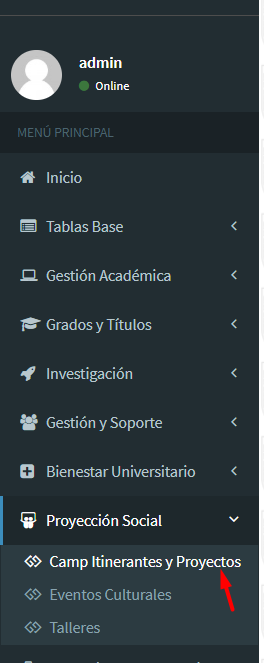 admin
Online
MENÚ PRINCIPAL
Inicio
Tablas Base
Gestión Académica
Grados y Títulos
Investigación
Gestión y Soporte
Bienestar Universitario
Proyección Social
Camp Itinerantes y Proyectos
Eventos Culturales
Talleres